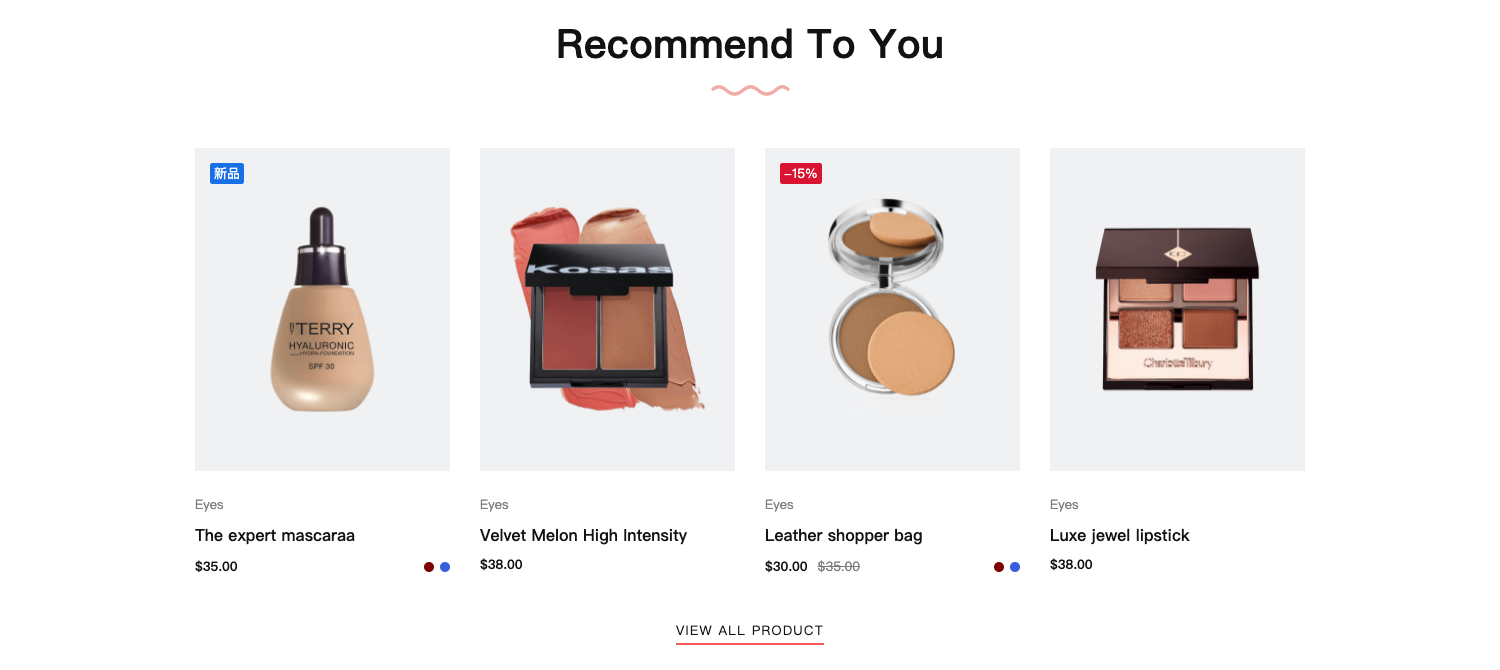 Recommend To You
新品
BY TERRY
HYALURONIC
HYDRA-FOUNDATION
SPF 30
Kosas
–15%
Charlotte Tilbury
Eyes
The expert mascaraa
$35.00
Eyes
Velvet Melon High Intensity
$38.00
Eyes
Leather shopper bag
$30.00 $35.00
Eyes
Luxe jewel lipstick
$38.00
VIEW ALL PRODUCT